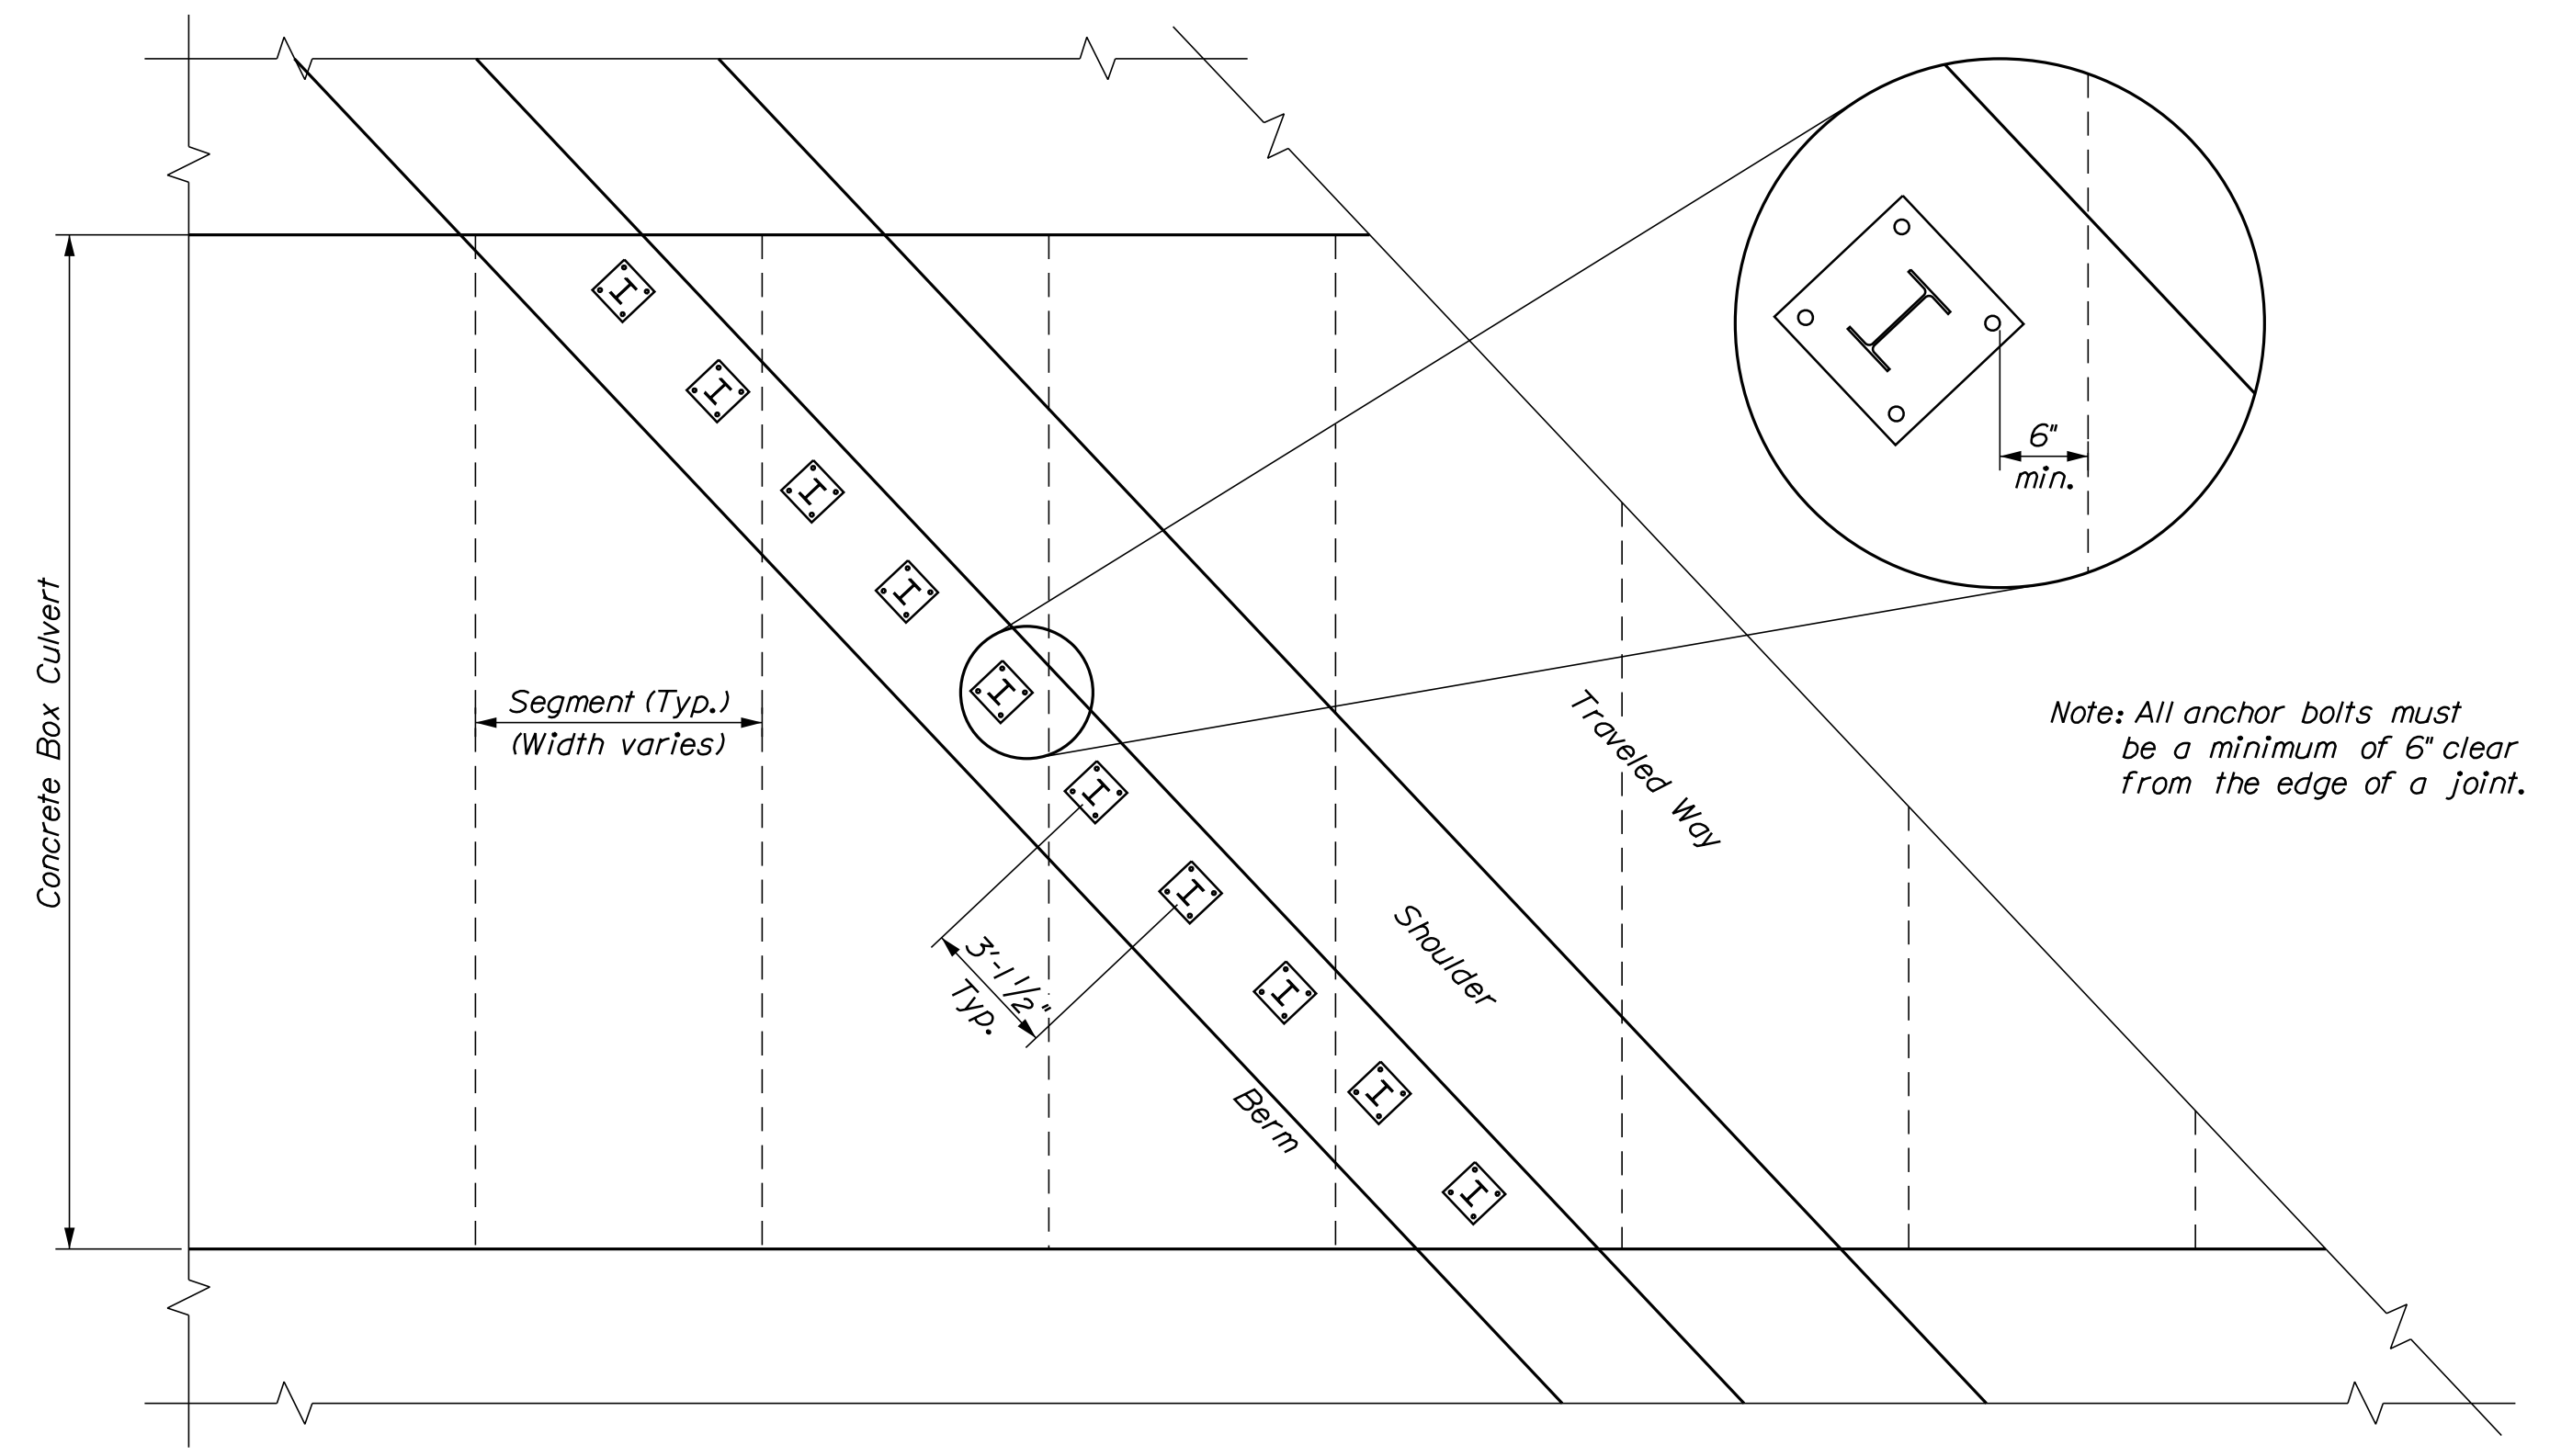 6"
min.
Concrete Box Culvert
Segment (Typ.)
(Width varies)
Traveled Way
Note: All anchor bolts must
be a minimum of 6" clear
from the edge of a joint.
Shoulder
3'-1 1/2"
Typ.
Berm